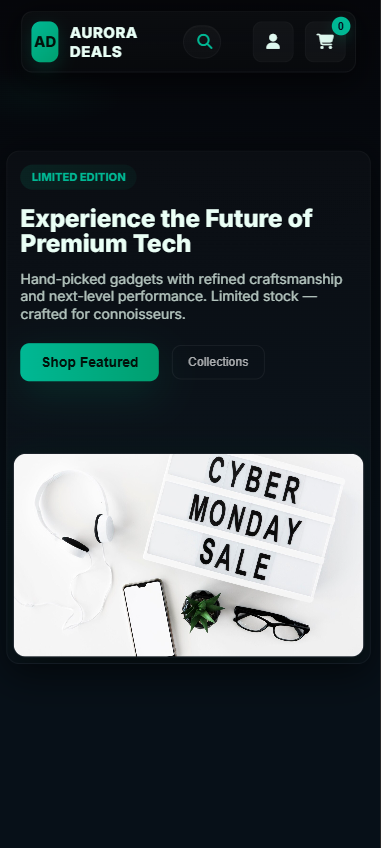 AD
AURORA
DEALS
0
LIMITED EDITION
Experience the Future of
Premium Tech
Hand-picked gadgets with refined craftsmanship
and next-level performance. Limited stock —
crafted for connoisseurs.
Shop Featured
Collections
CYBER
MONDAY
SALE